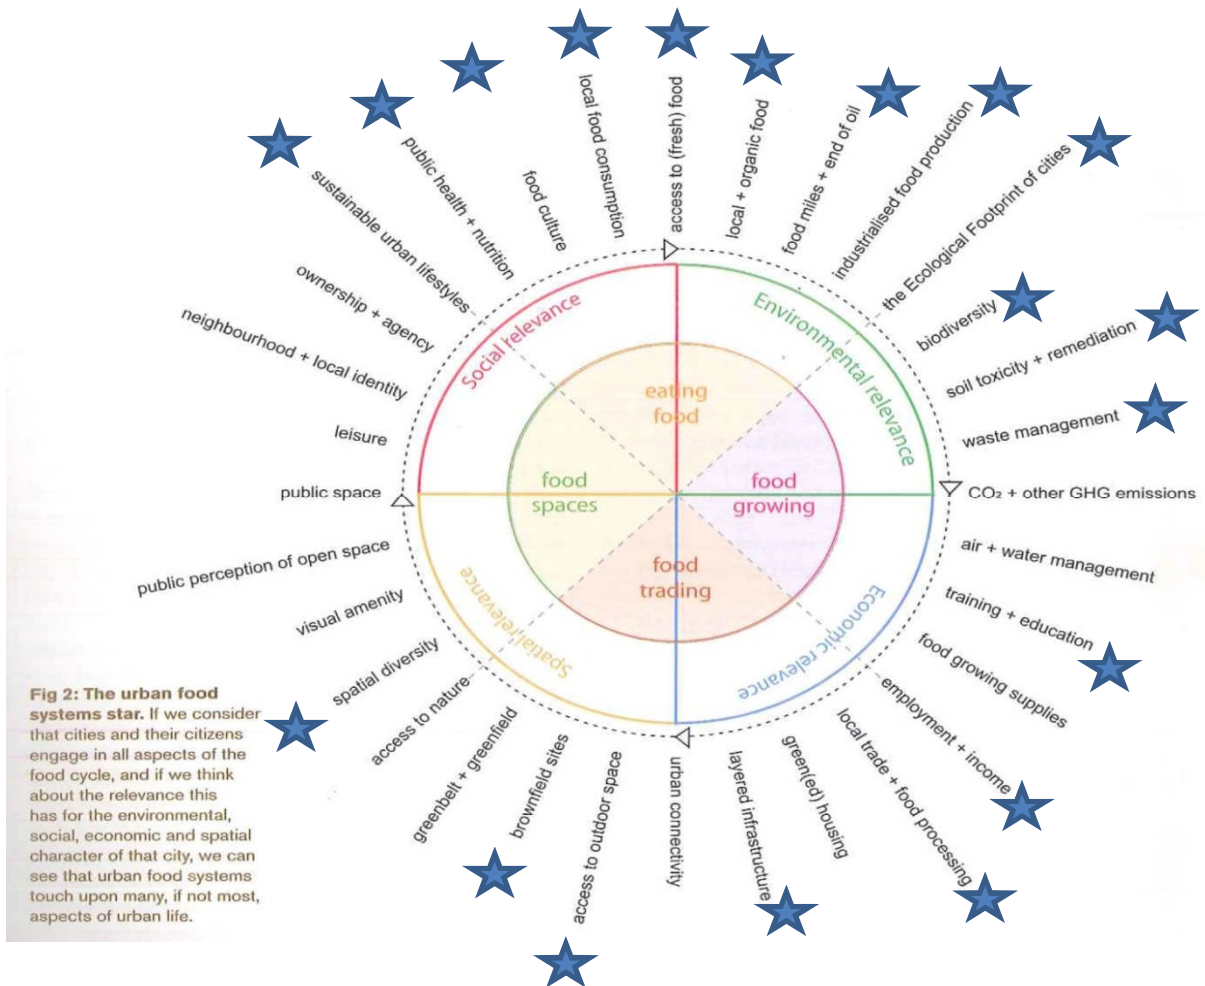 local food consumption
access to (fresh) food
local + organic food
food miles + end of oil
industrialised food production
the Ecological Footprint of cities
biodiversity
soil toxicity + remediation
waste management
CO₂ + other GHG emissions
air + water management
training + education
food growing supplies
employment + income
local trade + food processing
green(ed) housing
layered infrastructure
urban connectivity
access to outdoor space
brownfield sites
greenbelt + greenfield
access to nature
spatial diversity
visual amenity
public perception of open space
public space
leisure
neighbourhood + local identity
ownership + agency
sustainable urban lifestyles
public health + nutrition
food culture
Social relevance
Environmental relevance
Economic relevance
Spatial relevance
eating
food
food
growing
food
trading
food
spaces
Fig 2: The urban food
systems star. If we consider
that cities and their citizens
engage in all aspects of the
food cycle, and if we think
about the relevance this
has for the environmental,
social, economic and spatial
character of that city, we can
see that urban food systems
touch upon many, if not most,
aspects of urban life.